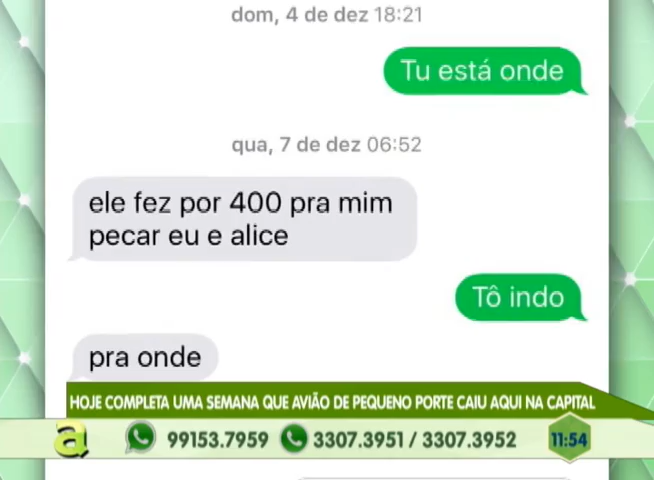 dom, 4 de dez 18:21
Tu está onde
qua, 7 de dez 06:52
ele fez por 400 pra mim
pecar eu e alice
Tô indo
pra onde
HOJE COMPLETA UMA SEMANA QUE AVIÃO DE PEQUENO PORTE CAIU AQUI NA CAPITAL
a 99153.7959 3307.3951 / 3307.3952 11:54